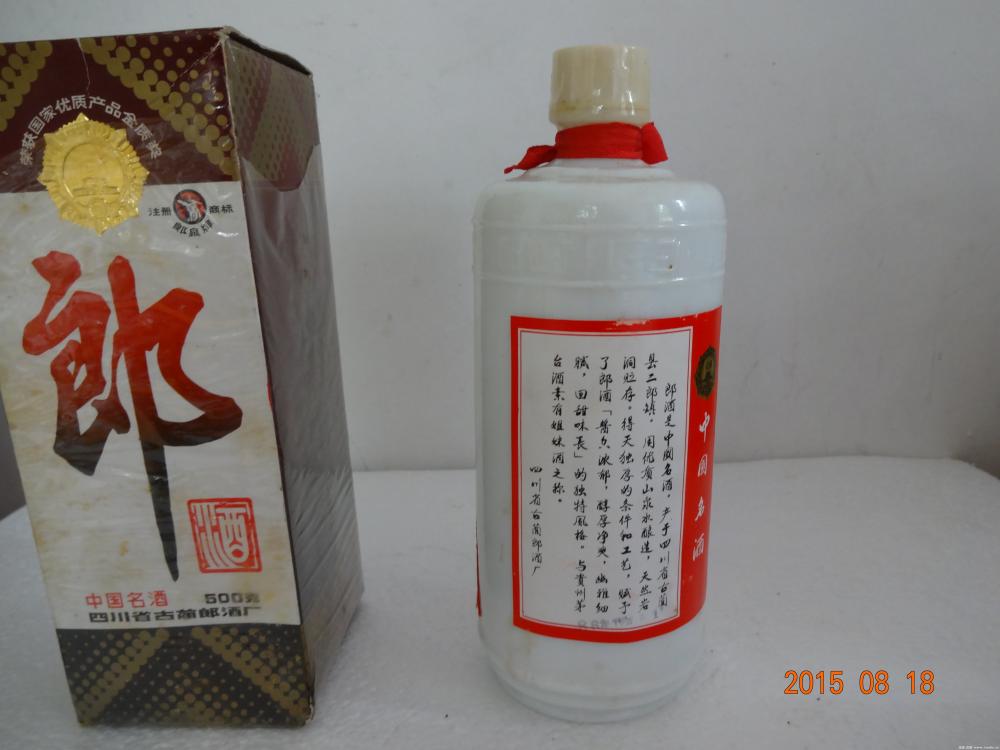 荣获国家优质产品金质奖
注册 商标
郎泉牌
郎
酒
中国名酒 500克
四川省古蔺郎酒厂
郎酒是中国名酒，产于四川省古蔺
县二郎镇，用优质山泉水酿造，天然岩
洞贮存。得天独厚的条件和工艺，赋予
了郎酒「酱香浓郁，醇厚净爽，幽雅细
腻，回甜味长」的独特风格。与贵州茅
台酒素有姐妹酒之称。
四川省古蔺郎酒厂
中国名酒
2015 08 18